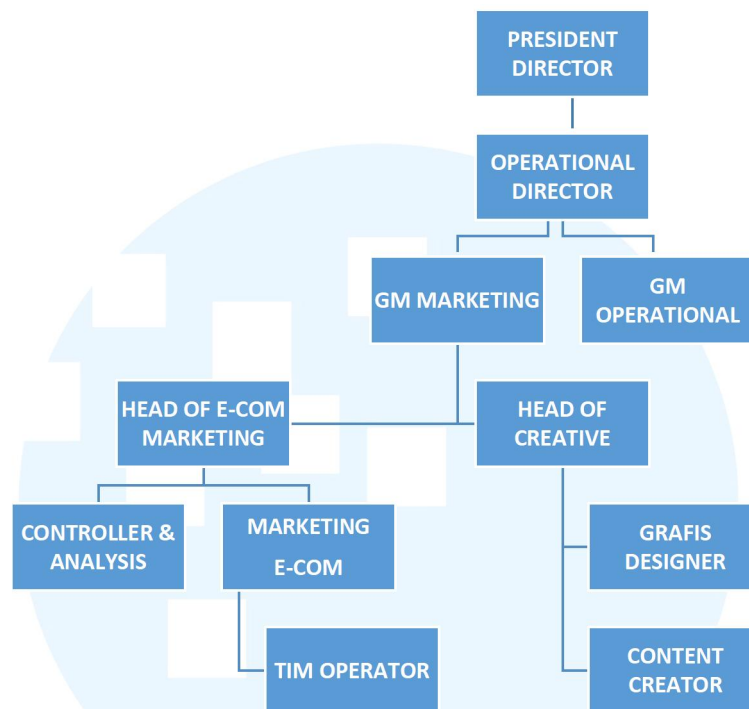 PRESIDENT
DIRECTOR
OPERATIONAL
DIRECTOR
GM MARKETING
GM
OPERATIONAL
HEAD OF E-COM
MARKETING
HEAD OF
CREATIVE
CONTROLLER &
ANALYSIS
MARKETING
E-COM
GRAFIS
DESIGNER
TIM OPERATOR
CONTENT
CREATOR